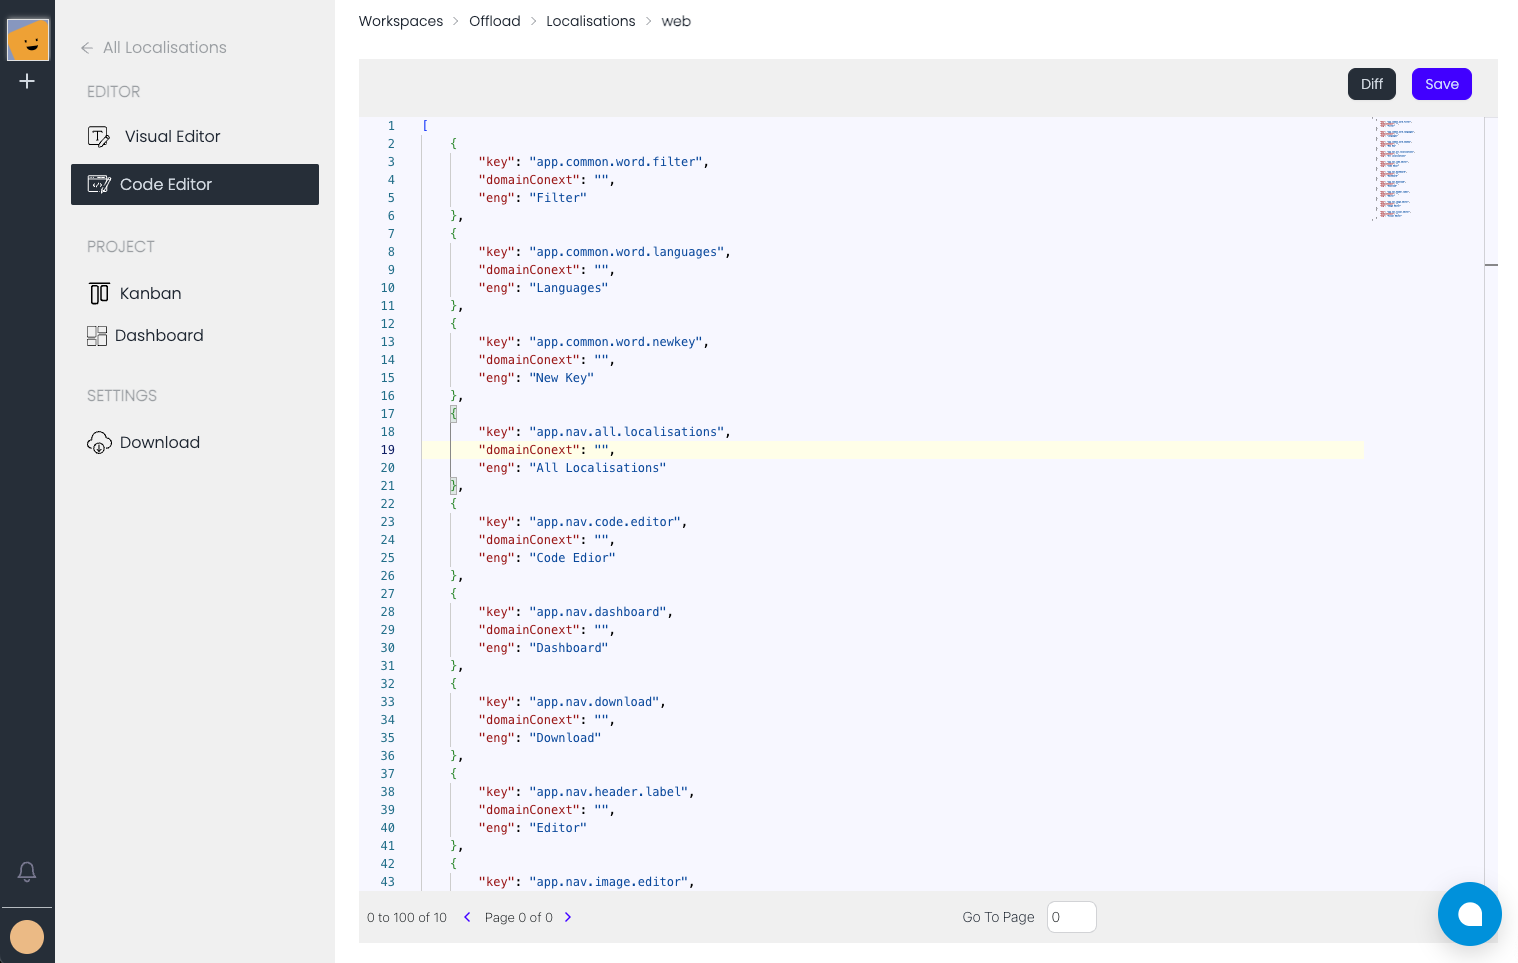 Workspaces > Offload > Localisations > web
All Localisations
EDITOR
Visual Editor
Code Editor
PROJECT
Kanban
Dashboard
SETTINGS
Download
Diff Save
1 [
2 {
3 "key": "app.common.word.filter",
4 "domainConext": "",
5 "eng": "Filter"
6 },
7 {
8 "key": "app.common.word.languages",
9 "domainConext": "",
10 "eng": "Languages"
11 },
12 {
13 "key": "app.common.word.newkey",
14 "domainConext": "",
15 "eng": "New Key"
16 },
17 {
18 "key": "app.nav.all.localisations",
19 "domainConext": "",
20 "eng": "All Localisations"
21 },
22 {
23 "key": "app.nav.code.editor",
24 "domainConext": "",
25 "eng": "Code Edior"
26 },
27 {
28 "key": "app.nav.dashboard",
29 "domainConext": "",
30 "eng": "Dashboard"
31 },
32 {
33 "key": "app.nav.download",
34 "domainConext": "",
35 "eng": "Download"
36 },
37 {
38 "key": "app.nav.header.label",
39 "domainConext": "",
40 "eng": "Editor"
41 },
42 {
43 "key": "app.nav.image.editor",
0 to 100 of 10 Page 0 of 0 Go To Page 0